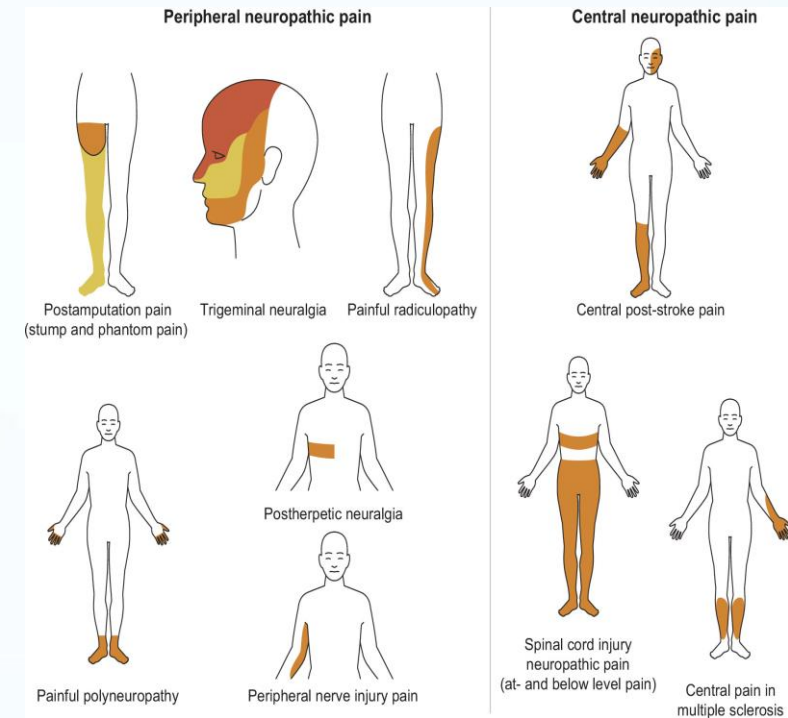 Peripheral neuropathic pain
Postamputation pain
(stump and phantom pain)
Trigeminal neuralgia
Painful radiculopathy
Postherpetic neuralgia
Painful polyneuropathy
Peripheral nerve injury pain
Central neuropathic pain
Central post-stroke pain
Spinal cord injury
neuropathic pain
(at- and below level pain)
Central pain in
multiple sclerosis